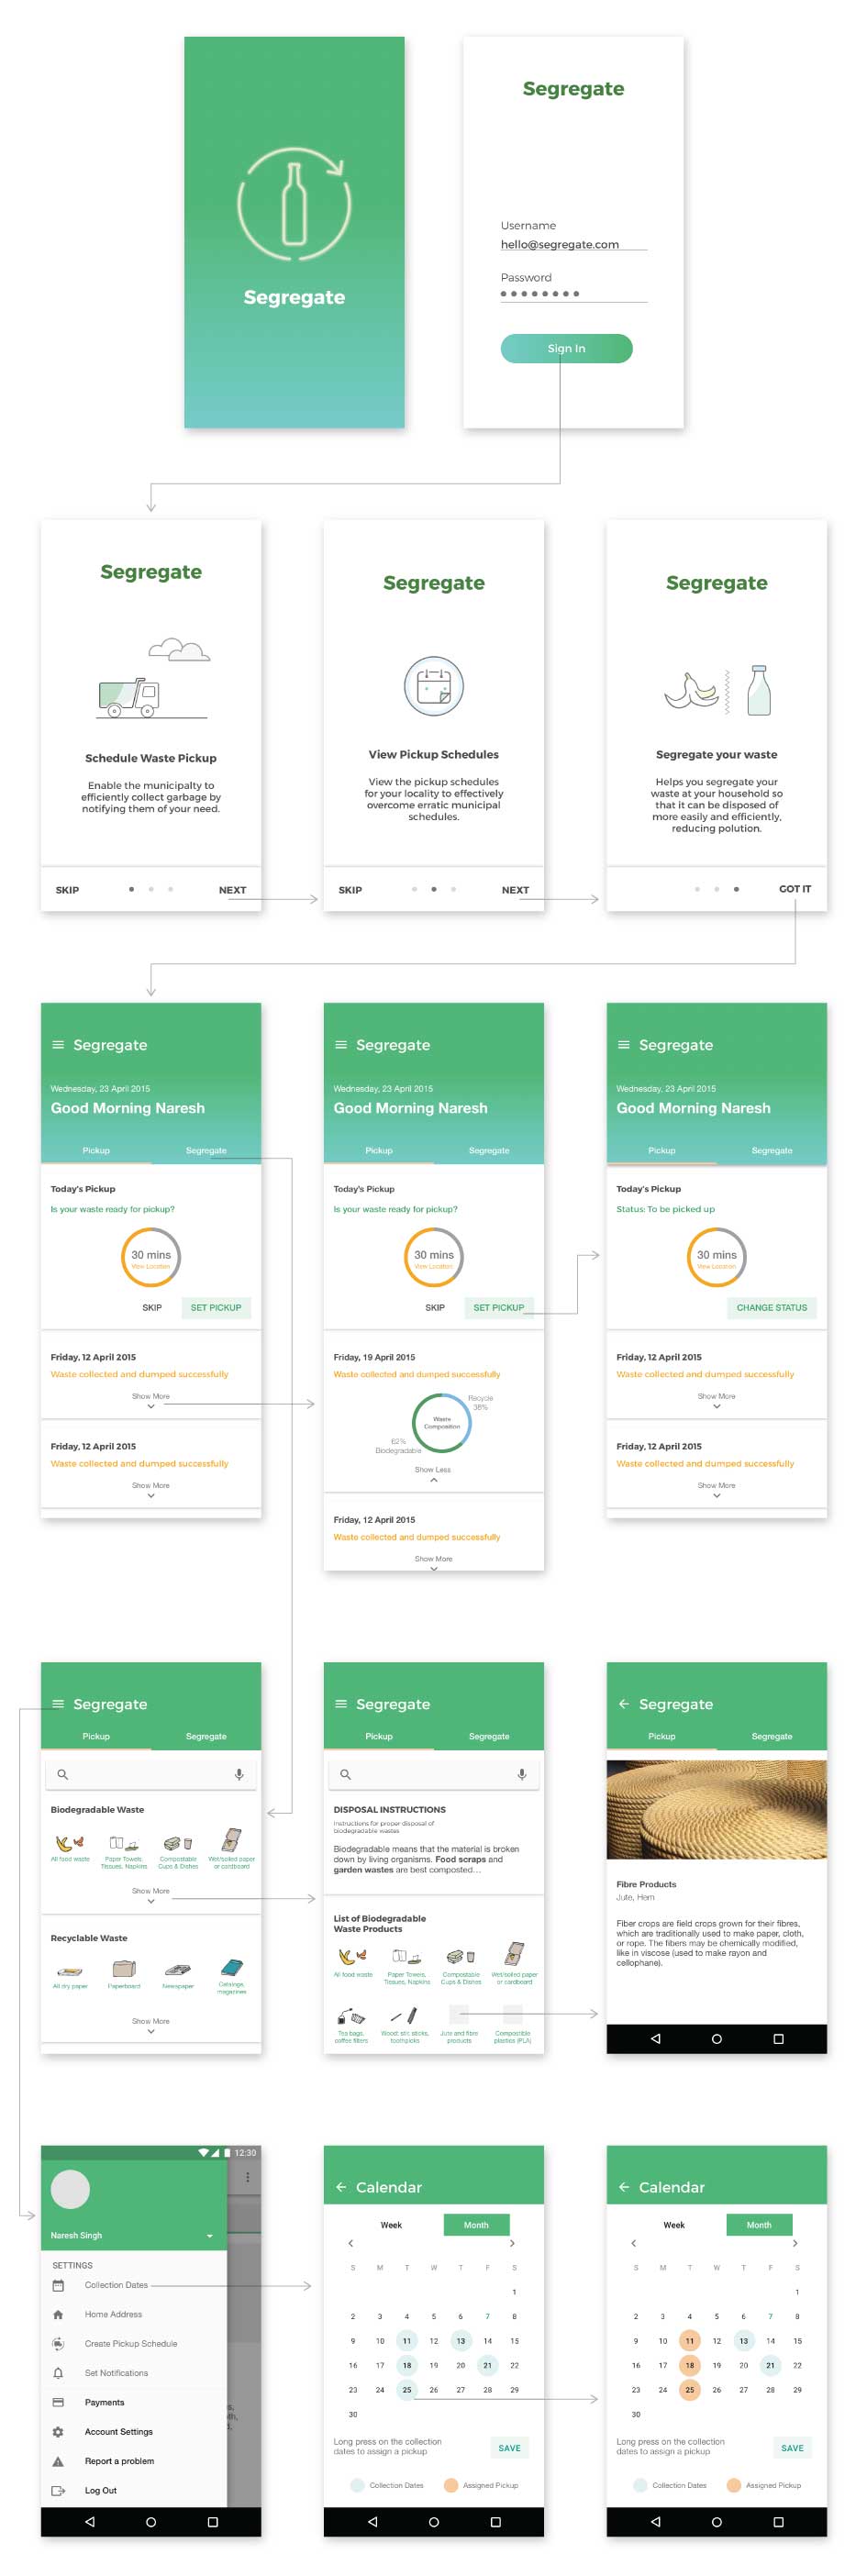 Segregate
Segregate
Username
hello@segregate.com
Password
Sign In
Segregate
Schedule Waste Pickup
Enable the municipalty to
efficiently collect garbage by
notifying them of your need.
SKIP
NEXT
Segregate
View Pickup Schedules
View the pickup schedules
for your locality to effectively
overcome erratic municipal
schedules.
SKIP
NEXT
Segregate
Segregate your waste
Helps you segregate your
waste at your household so
that it can be disposed of
more easily and efficiently,
reducing polution.
GOT IT
Segregate
Wednesday, 23 April 2015
Good Morning Naresh
Pickup Segregate
Today's Pickup
Is your waste ready for pickup?
30 mins
View Location
SKIP SET PICKUP
Friday, 12 April 2015
Waste collected and dumped successfully
Show More
Friday, 12 April 2015
Waste collected and dumped successfully
Show More
Segregate
Wednesday, 23 April 2015
Good Morning Naresh
Pickup Segregate
Today's Pickup
Is your waste ready for pickup?
30 mins
View Location
SKIP SET PICKUP
Friday, 19 April 2015
Waste collected and dumped successfully
Recycle
38%
Waste
Composition
62%
Biodegradable
Show Less
Friday, 12 April 2015
Waste collected and dumped successfully
Show More
Segregate
Wednesday, 23 April 2015
Good Morning Naresh
Pickup Segregate
Today's Pickup
Status: To be picked up
30 mins
View Location
CHANGE STATUS
Friday, 12 April 2015
Waste collected and dumped successfully
Show More
Friday, 12 April 2015
Waste collected and dumped successfully
Show More
Segregate
Pickup Segregate
Biodegradable Waste
All food waste
Paper Towels,
Tissues, Napkins
Compostable
Cups & Dishes
Wet/soiled paper
or cardboard
Show More
Recyclable Waste
All dry paper
Paperboard
Newspaper
Catalogs,
magazines
Show More
Segregate
Pickup Segregate
DISPOSAL INSTRUCTIONS
Instructions for proper disposal of
biodegradable wastes
Biodegradable means that the material is broken
down by living organisms. Food scraps and
garden wastes are best composted...
List of Biodegradable
Waste Products
All food waste
Paper Towels,
Tissues, Napkins
Compostable
Cups & Dishes
Wet/soiled paper
or cardboard
Tea bags,
coffee filters
Wood: stir sticks,
toothpicks
Jute and fibre
products
Compostible
plastics (PLA)
Segregate
Pickup Segregate
Fibre Products
Jute, Hem
Fiber crops are field crops grown for their fibres,
which are traditionally used to make paper, cloth,
or rope. The fibers may be chemically modified,
like in viscose (used to make rayon and
cellophane).
12:30
Naresh Singh
SETTINGS
Collection Dates
Home Address
Create Pickup Schedule
Set Notifications
Payments
Account Settings
Report a problem
Log Out
Calendar
Week Month
S M T W T F S
1
2 3 4 5 6 7 8
9 10 11 12 13 14 15
16 17 18 19 20 21 22
23 24 25 26 27 28 29
30
Long press on the collection
dates to assign a pickup
SAVE
Collection Dates Assigned Pickup
Calendar
Week Month
S M T W T F S
1
2 3 4 5 6 7 8
9 10 11 12 13 14 15
16 17 18 19 20 21 22
23 24 25 26 27 28 29
30
Long press on the collection
dates to assign a pickup
SAVE
Collection Dates Assigned Pickup